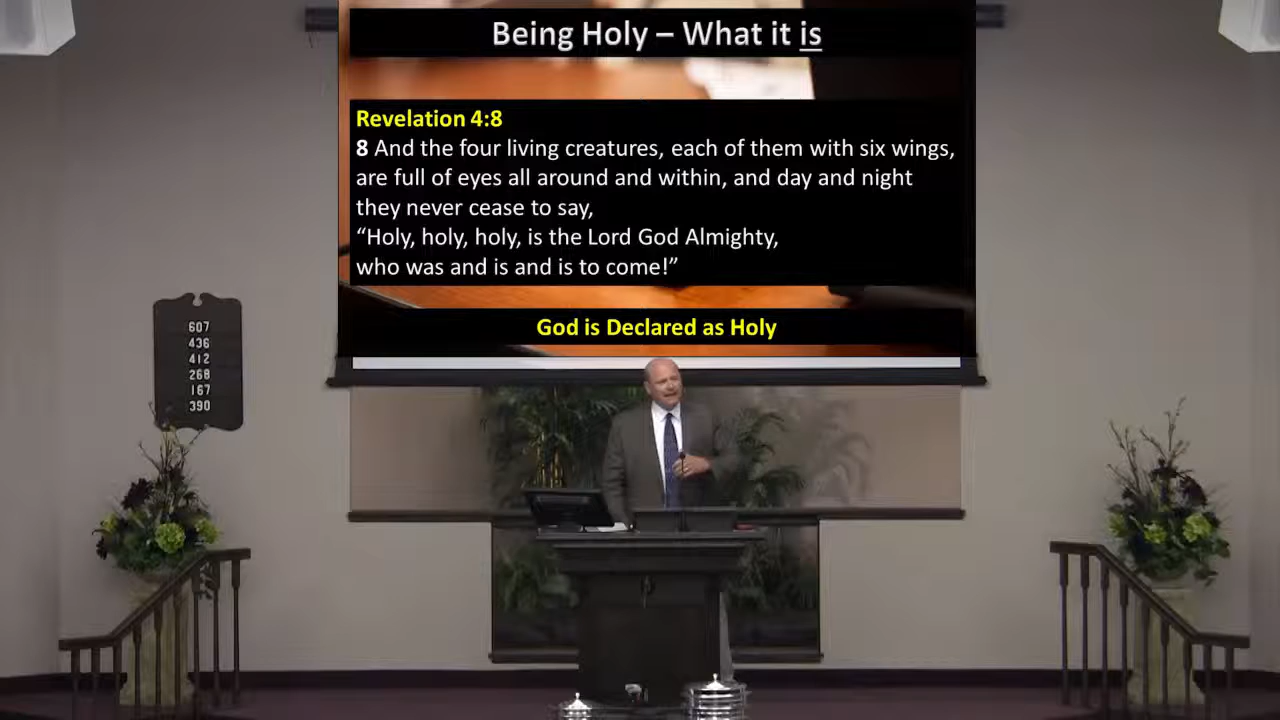 Being Holy – What it is
Revelation 4:8
8 And the four living creatures, each of them with six wings,
are full of eyes all around and within, and day and night
they never cease to say,
“Holy, holy, holy, is the Lord God Almighty,
who was and is and is to come!”
God is Declared as Holy
607
436
412
268
167
390